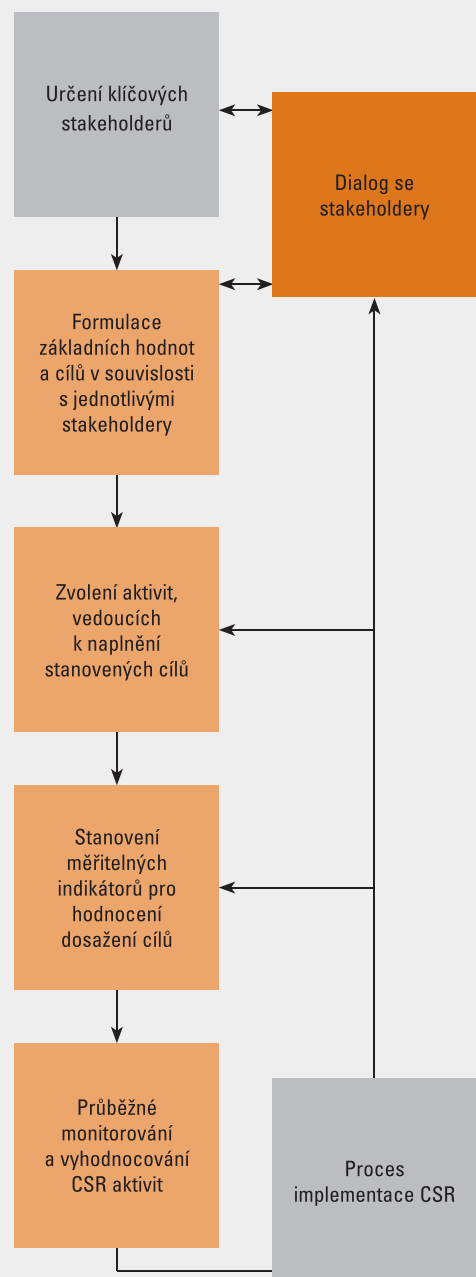 Určení klíčových
stakeholderů
Dialog se
stakeholdery
Formulace
základních hodnot
a cílů v souvislosti
s jednotlivými
stakeholdery
Zvolení aktivit,
vedoucích
k naplnění
stanovených cílů
Stanovení
měřitelných
indikátorů pro
hodnocení
dosažení cílů
Průběžné
monitorování
a vyhodnocování
CSR aktivit
Proces
implementace CSR